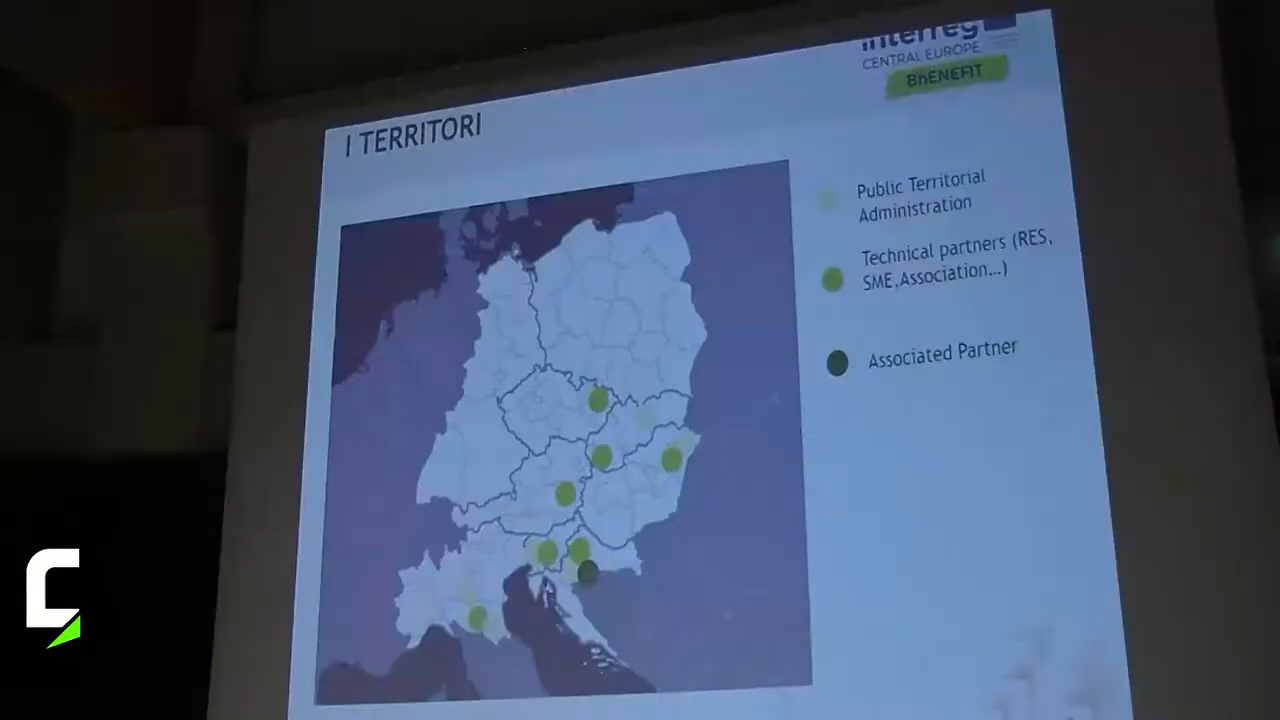 interreg
CENTRAL EUROPE
BhENEFIT
I TERRITORI
Public Territorial
Administration
Technical partners (RES,
SME,Association...)
Associated Partner